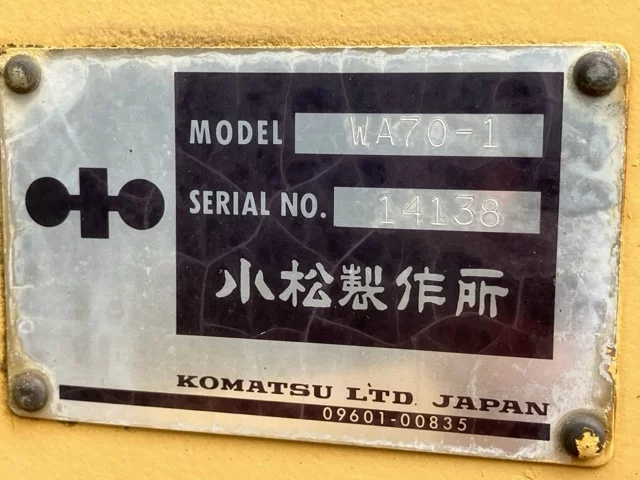 MODEL WA70-1
SERIAL NO. 14138
小松製作所
KOMATSU LTD. JAPAN
09601-00835